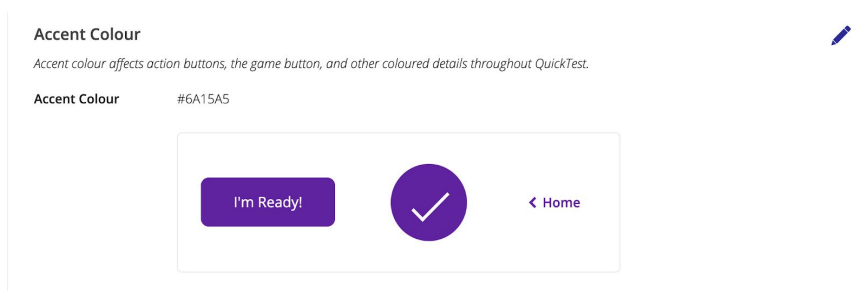 Accent Colour
Accent colour affects action buttons, the game button, and other coloured details throughout QuickTest.
Accent Colour #6A15A5
I'm Ready!
Home